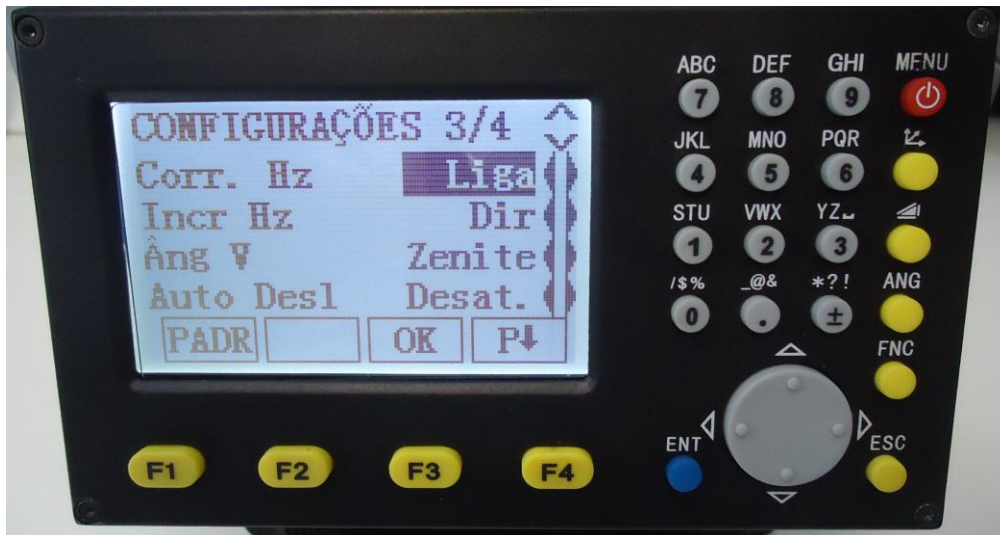 CONFIGURAÇÕES 3/4
Corr. Hz Liga
Incr Hz Dir
Âng V Zenite
Auto Desl Desat.
PADR OK P↓
F1 F2 F3 F4
ABC DEF GHI MENU
7 8 9
JKL MNO PQR
4 5 6
STU VWX YZ␣
1 2 3
/$% _@& *?! ANG
0 . ±
FNC
ENT ESC